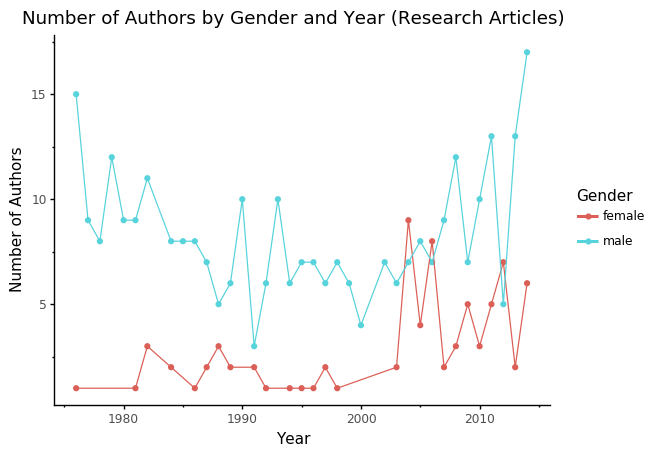 Number of Authors by Gender and Year (Research Articles)
15
10
5
Number of Authors
1980
1990
2000
2010
Year
Gender
female
male